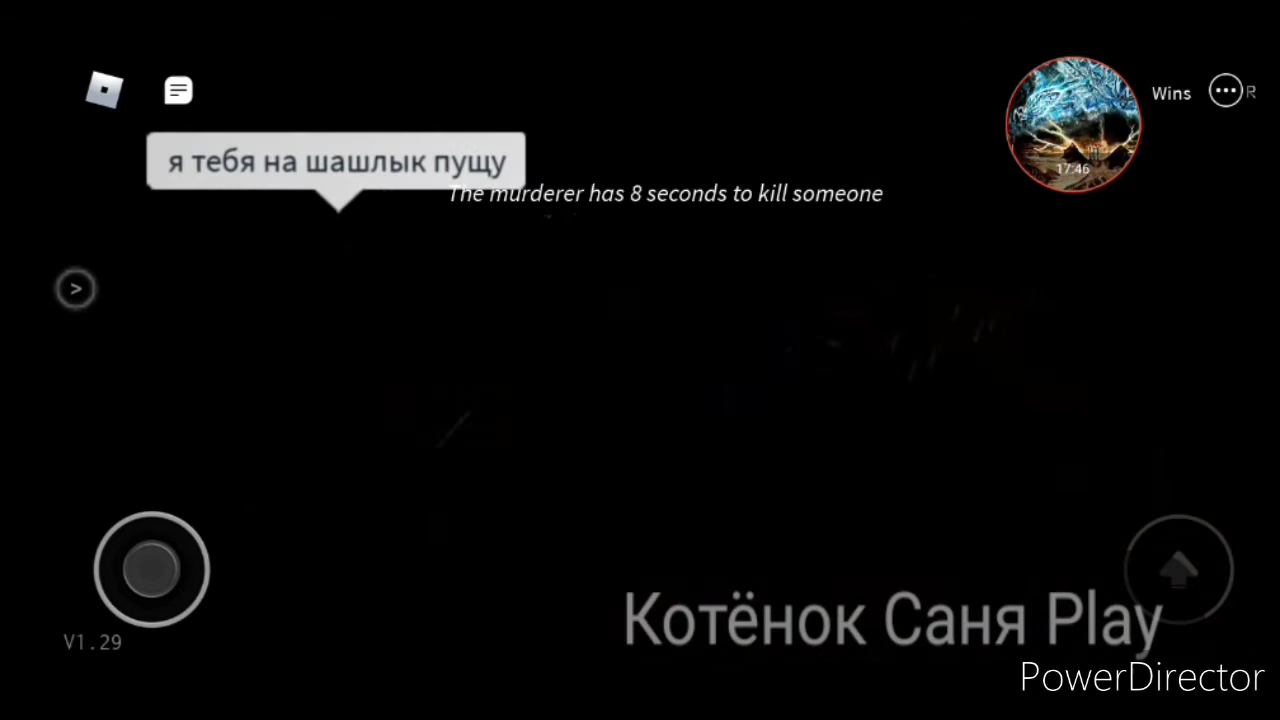 Wins
R
я тебя на шашлык пущу
The murderer has 8 seconds to kill someone
17:46
>
V1.29
Котёнок Саня Play
PowerDirector